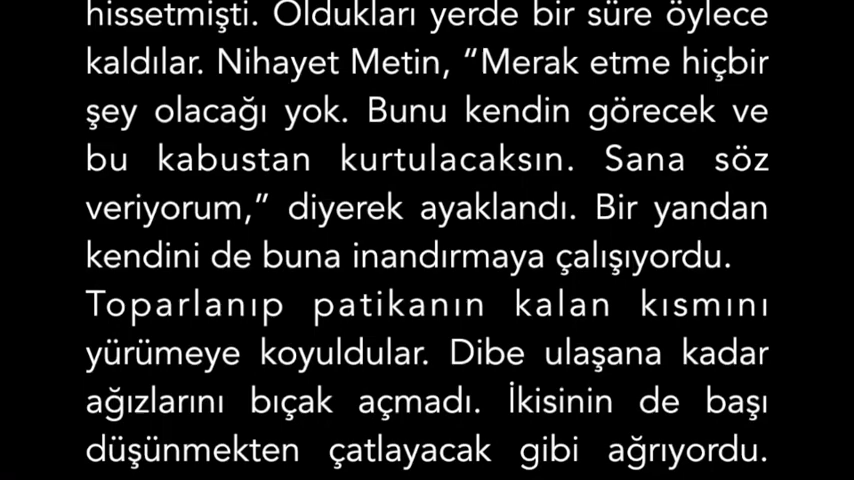 hissetmişti. Oldukları yerde bir süre öylece
kaldılar. Nihayet Metin, “Merak etme hiçbir
şey olacağı yok. Bunu kendin görecek ve
bu kabustan kurtulacaksın. Sana söz
veriyorum,” diyerek ayaklandı. Bir yandan
kendini de buna inandırmaya çalışıyordu.
Toparlanıp patikanın kalan kısmını
yürümeye koyuldular. Dibe ulaşana kadar
ağızlarını bıçak açmadı. İkisinin de başı
düşünmekten çatlayacak gibi ağrıyordu.